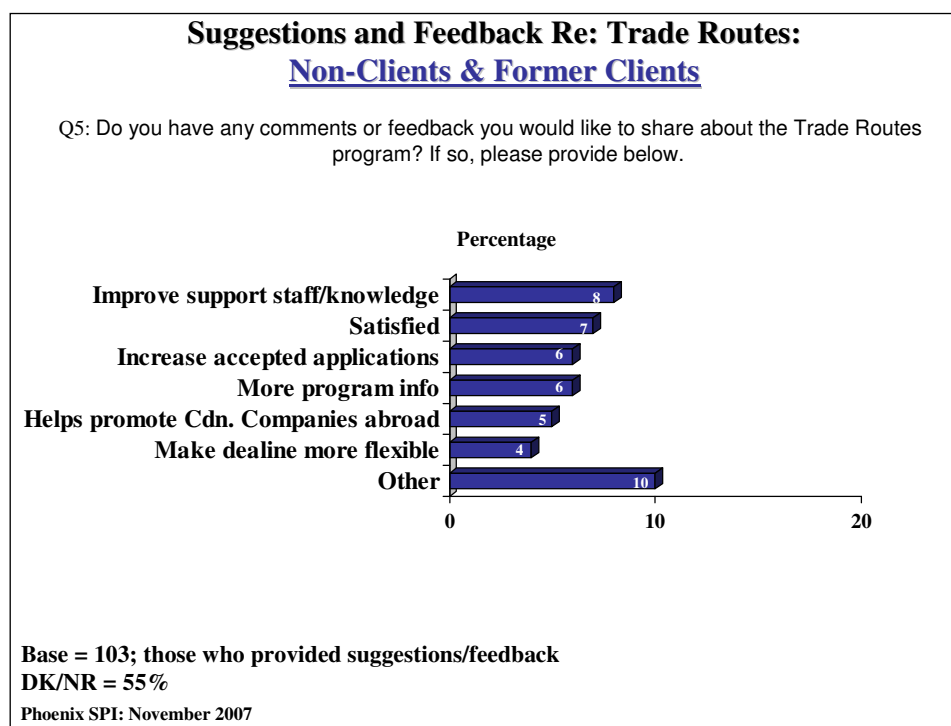 Suggestions and Feedback Re: Trade Routes:
Non-Clients & Former Clients
Q5: Do you have any comments or feedback you would like to share about the Trade Routes
program? If so, please provide below.
Percentage
Improve support staff/knowledge 8
Satisfied 7
Increase accepted applications 6
More program info 6
Helps promote Cdn. Companies abroad 5
Make dealine more flexible 4
Other 10
0 10 20
Base = 103; those who provided suggestions/feedback
DK/NR = 55%
Phoenix SPI: November 2007